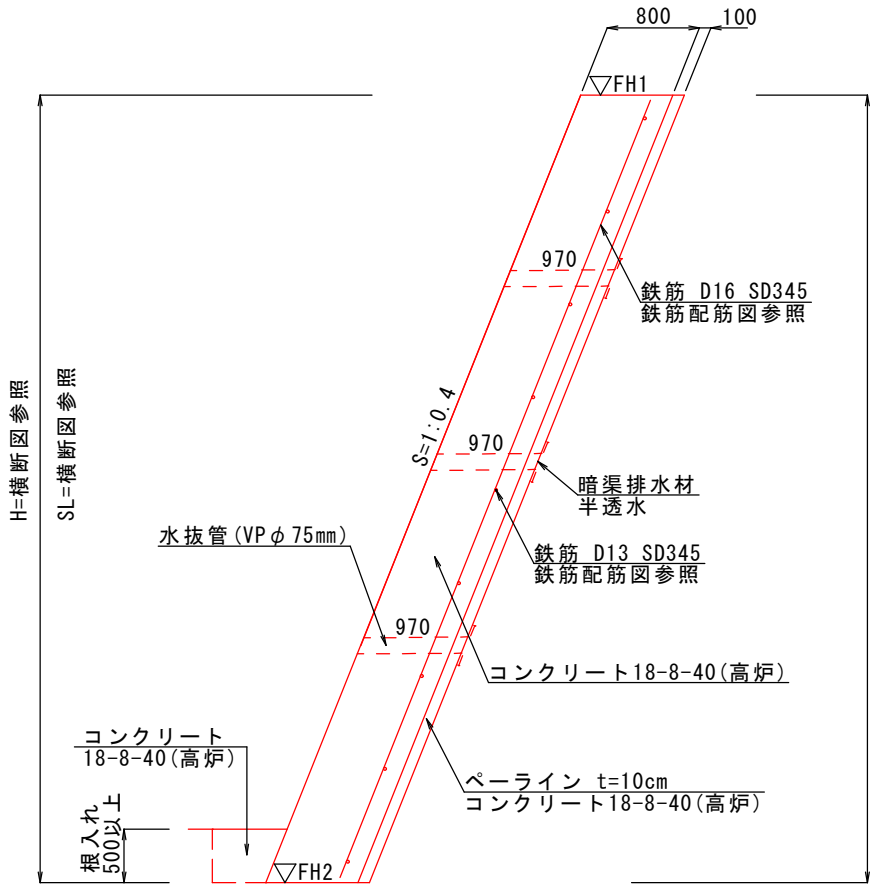 800
100
FH1
970
鉄筋 D16 SD345
鉄筋配筋図参照
H=横断図参照
SL=横断図参照
S=1:0.4
970
暗渠排水材
半透水
水抜管(VPφ75mm)
鉄筋 D13 SD345
鉄筋配筋図参照
970
コンクリート18-8-40(高炉)
コンクリート
18-8-40(高炉)
ペーライン t=10cm
コンクリート18-8-40(高炉)
根入れ
500以上
FH2